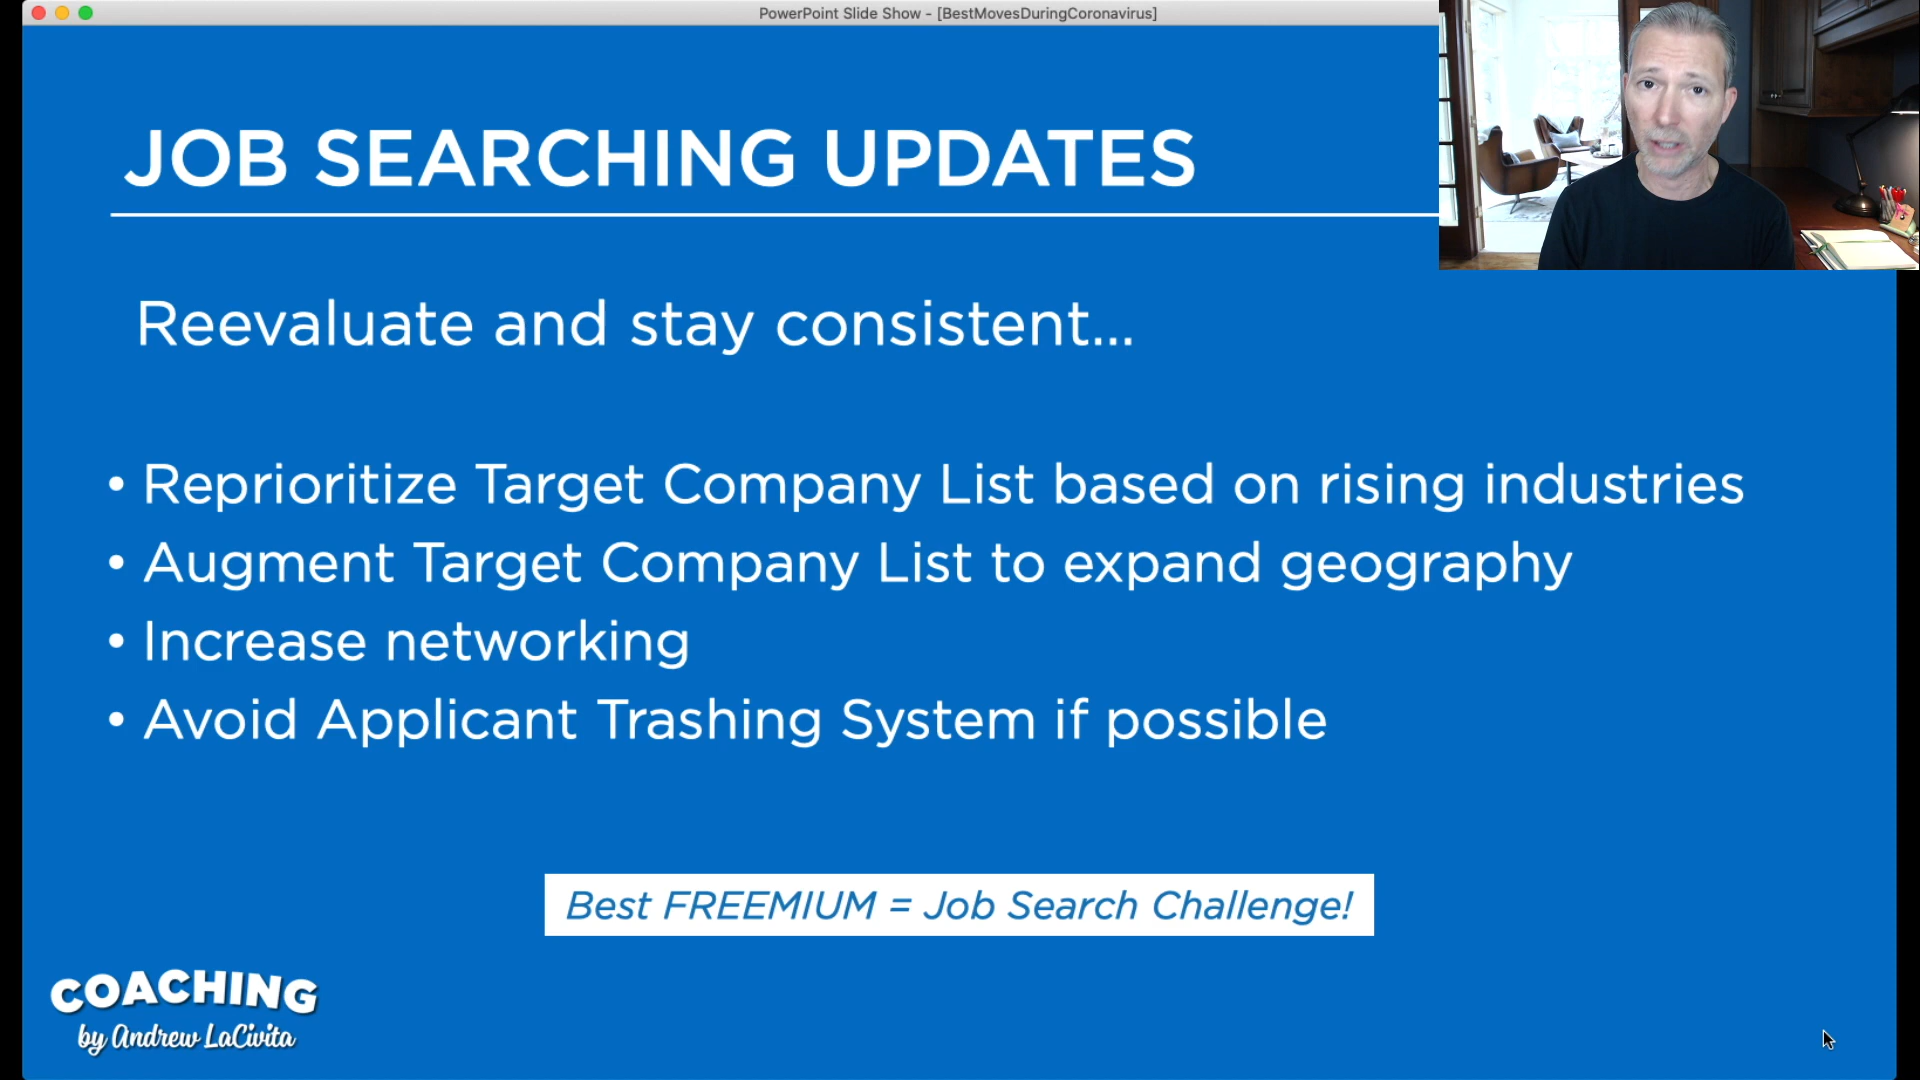 PowerPoint Slide Show - [BestMovesDuringCoronavirus]
JOB SEARCHING UPDATES
Reevaluate and stay consistent...
• Reprioritize Target Company List based on rising industries
• Augment Target Company List to expand geography
• Increase networking
• Avoid Applicant Trashing System if possible
Best FREEMIUM = Job Search Challenge!
COACHING
by Andrew LaCivita